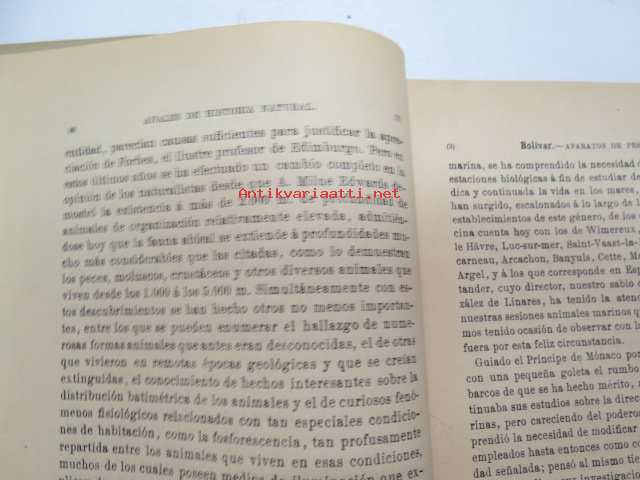 ANALES DE HISTORIA NATURAL.
entidad, parecían causas suficientes para justificar la apre-
ciación de Forbes, el ilustre profesor de Edimburgo. Pero en
estos últimos años se ha efectuado un cambio completo en la
opinión de los naturalistas desde que A. Milne Edwards de-
mostró la existencia á más de 2.000 m. de profundidad de
animales de organización relativamente elevada, admitién-
dose hoy que la fauna abisal se extiende á profundidades mu-
cho más considerables que las citadas, como lo demuestran
los peces, moluscos, crustáceos y otros diversos animales que
viven desde los 1.000 á los 5.000 m. Simultáneamente con es-
tos descubrimientos se han hecho otros no menos importan-
tes, entre los que se pueden enumerar el hallazgo de nume-
rosas formas animales que antes eran desconocidas, el de otras
que vivieron en remotas épocas geológicas y que se creían
extinguidas, el conocimiento de hechos interesantes sobre la
distribución batimétrica de los animales y el de curiosos fenó-
menos fisiológicos relacionados con tan especiales condicio-
nes de habitación, como la fosforescencia, tan profusamente
repartida entre los animales que viven en esas condiciones,
muchos de los cuales poseen medios de iluminación que ex-
Antikvariaatti.net
Bolívar.—APARATOS DE PES
marina, se ha comprendido la necesidad d
estaciones biológicas á fin de estudiar de
dica y continuada la vida en los mares,
han surgido, escalonados á lo largo de l
establecimientos de este género, de los
cina cuenta hoy con los de Wimereux,
le Hâvre, Luc-sur-mer, Saint-Vaast-la-
carneau, Arcachon, Banyuls, Cette, M
Argel, y á los que corresponde en Esp
tander, cuyo director, nuestro sabio c
zález de Linares, ha tenido la atenc
nuestras sesiones animales marinos q
mos tenido ocasión de observar con la
fuera por esta feliz circunstancia.
Guiado el Príncipe de Mónaco por
con una pequeña goleta el rumbo
barcos de que se ha hecho mérito,
tinuaba sus estudios sobre la direcc
rinas, pero careciendo del poderos
prendió la necesidad de modificar
empleados hasta entonces como c
dad señalada; pensó al mismo tie